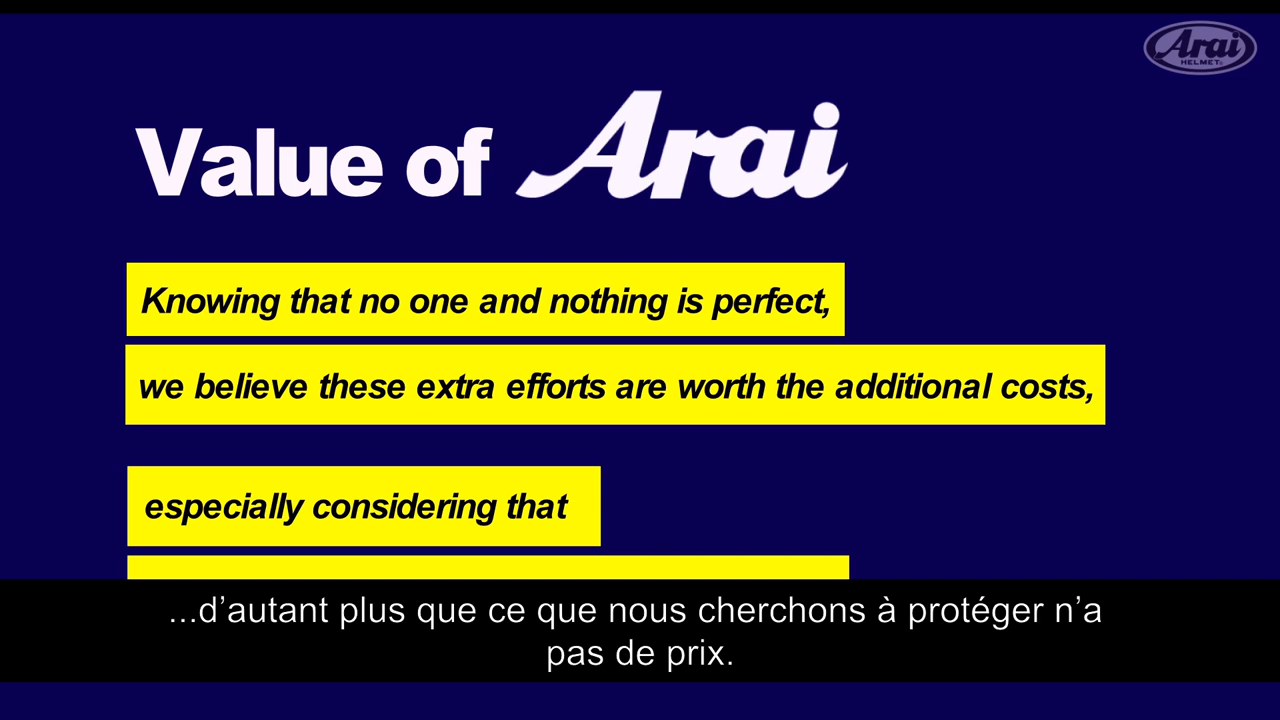 Arai
HELMET
Value of Arai
Knowing that no one and nothing is perfect,
we believe these extra efforts are worth the additional costs,
especially considering that
...d’autant plus que ce que nous cherchons à protéger n’a
pas de prix.